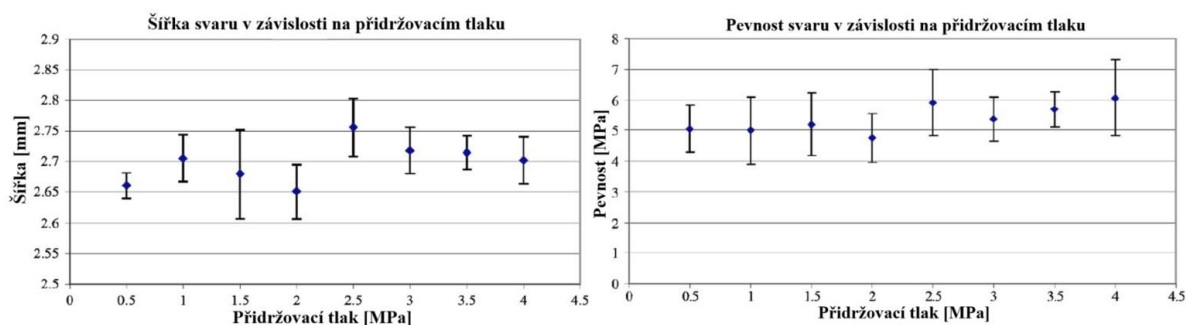 Šířka svaru v závislosti na přidržovacím tlaku
2.9
2.85
2.8
2.75
2.7
2.65
2.6
2.55
2.5
Šířka [mm]
0 0.5 1 1.5 2 2.5 3 3.5 4 4.5
Přidržovací tlak [MPa]
Pevnost svaru v závislosti na přidržovacím tlaku
8
7
6
5
4
3
2
1
0
Pevnost [MPa]
0 0.5 1 1.5 2 2.5 3 3.5 4 4.5
Přidržovací tlak [MPa]